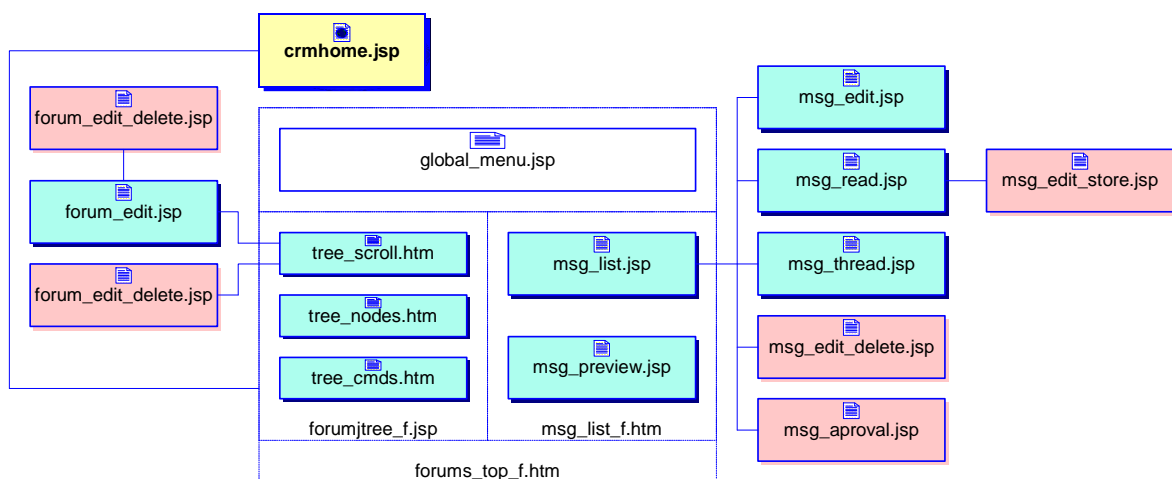 crmhome.jsp
forum_edit_delete.jsp
forum_edit.jsp
forum_edit_delete.jsp
global_menu.jsp
tree_scroll.htm
tree_nodes.htm
tree_cmds.htm
forumjtree_f.jsp
msg_list.jsp
msg_preview.jsp
msg_list_f.htm
forums_top_f.htm
msg_edit.jsp
msg_read.jsp
msg_edit_store.jsp
msg_thread.jsp
msg_edit_delete.jsp
msg_aproval.jsp